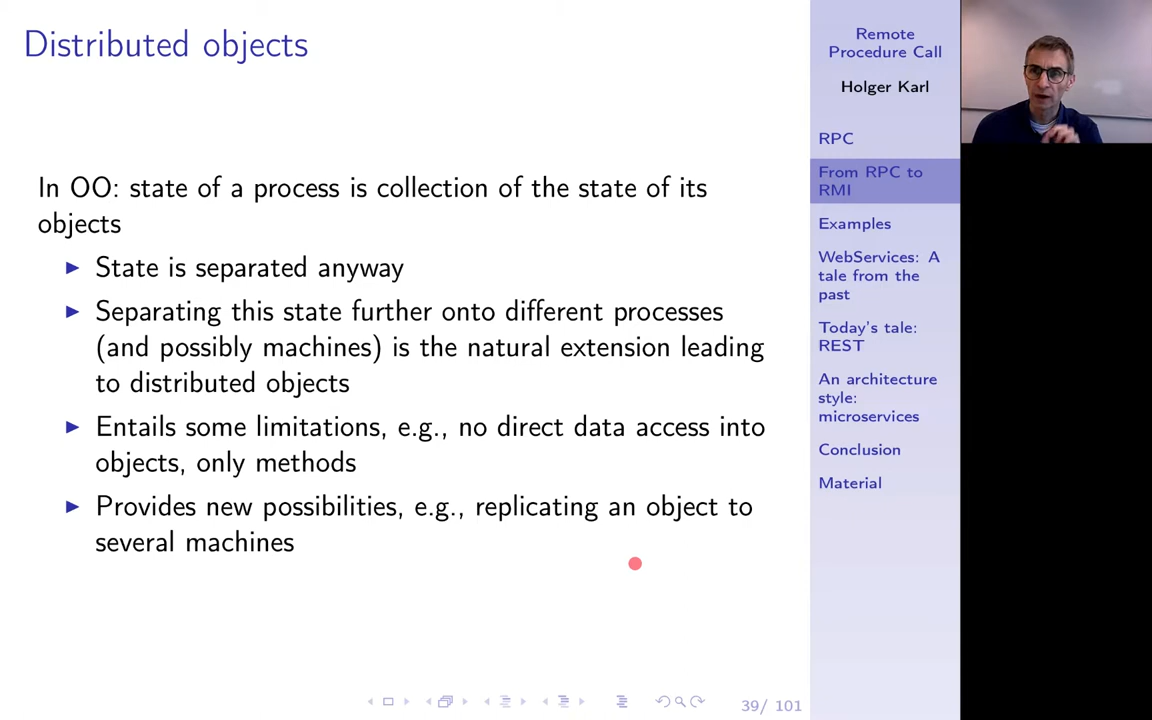 Distributed objects
In OO: state of a process is collection of the state of its
objects
State is separated anyway
Separating this state further onto different processes
(and possibly machines) is the natural extension leading
to distributed objects
Entails some limitations, e.g., no direct data access into
objects, only methods
Provides new possibilities, e.g., replicating an object to
several machines
39/ 101
Remote
Procedure Call
Holger Karl
RPC
From RPC to
RMI
Examples
WebServices: A
tale from the
past
Today's tale:
REST
An architecture
style:
microservices
Conclusion
Material